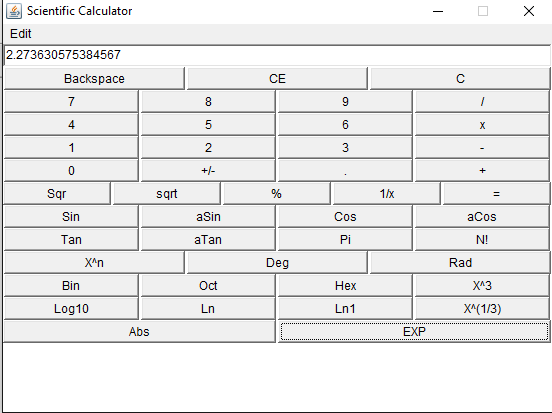 Scientific Calculator
Edit
2.273630575384567
Backspace CE C
7 8 9 /
4 5 6 x
1 2 3 -
0 +/- . +
Sqr sqrt % 1/x =
Sin aSin Cos aCos
Tan aTan Pi N!
X^n Deg Rad
Bin Oct Hex X^3
Log10 Ln Ln1 X^(1/3)
Abs EXP